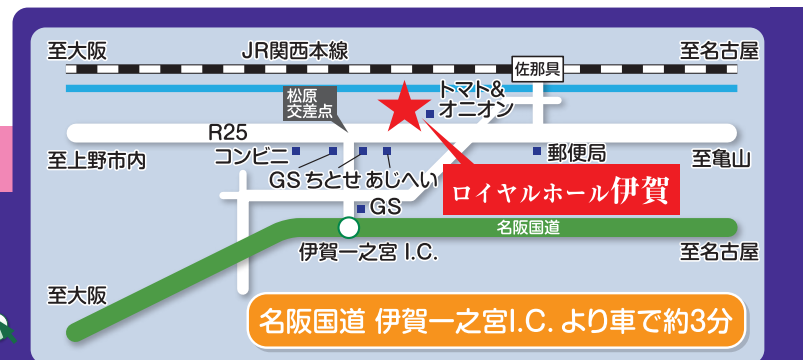 至大阪
JR関西本線
至名古屋
佐那具
松原
交差点
トマト&
オニオン
R25
至上野市内
コンビニ
GS
ちとせ
あじへい
郵便局
至亀山
ロイヤルホール伊賀
GS
名阪国道
伊賀一之宮 I.C.
至名古屋
至大阪
名阪国道 伊賀一之宮I.C. より車で約3分